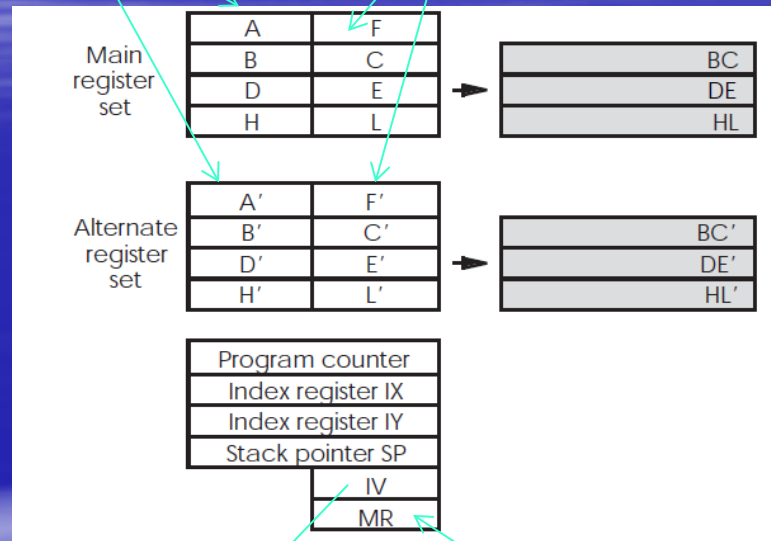 A F
Main register set
B C
D E
H L
BC
DE
HL
A′ F′
Alternate register set
B′ C′
D′ E′
H′ L′
BC′
DE′
HL′
Program counter
Index register IX
Index register IY
Stack pointer SP
IV
MR